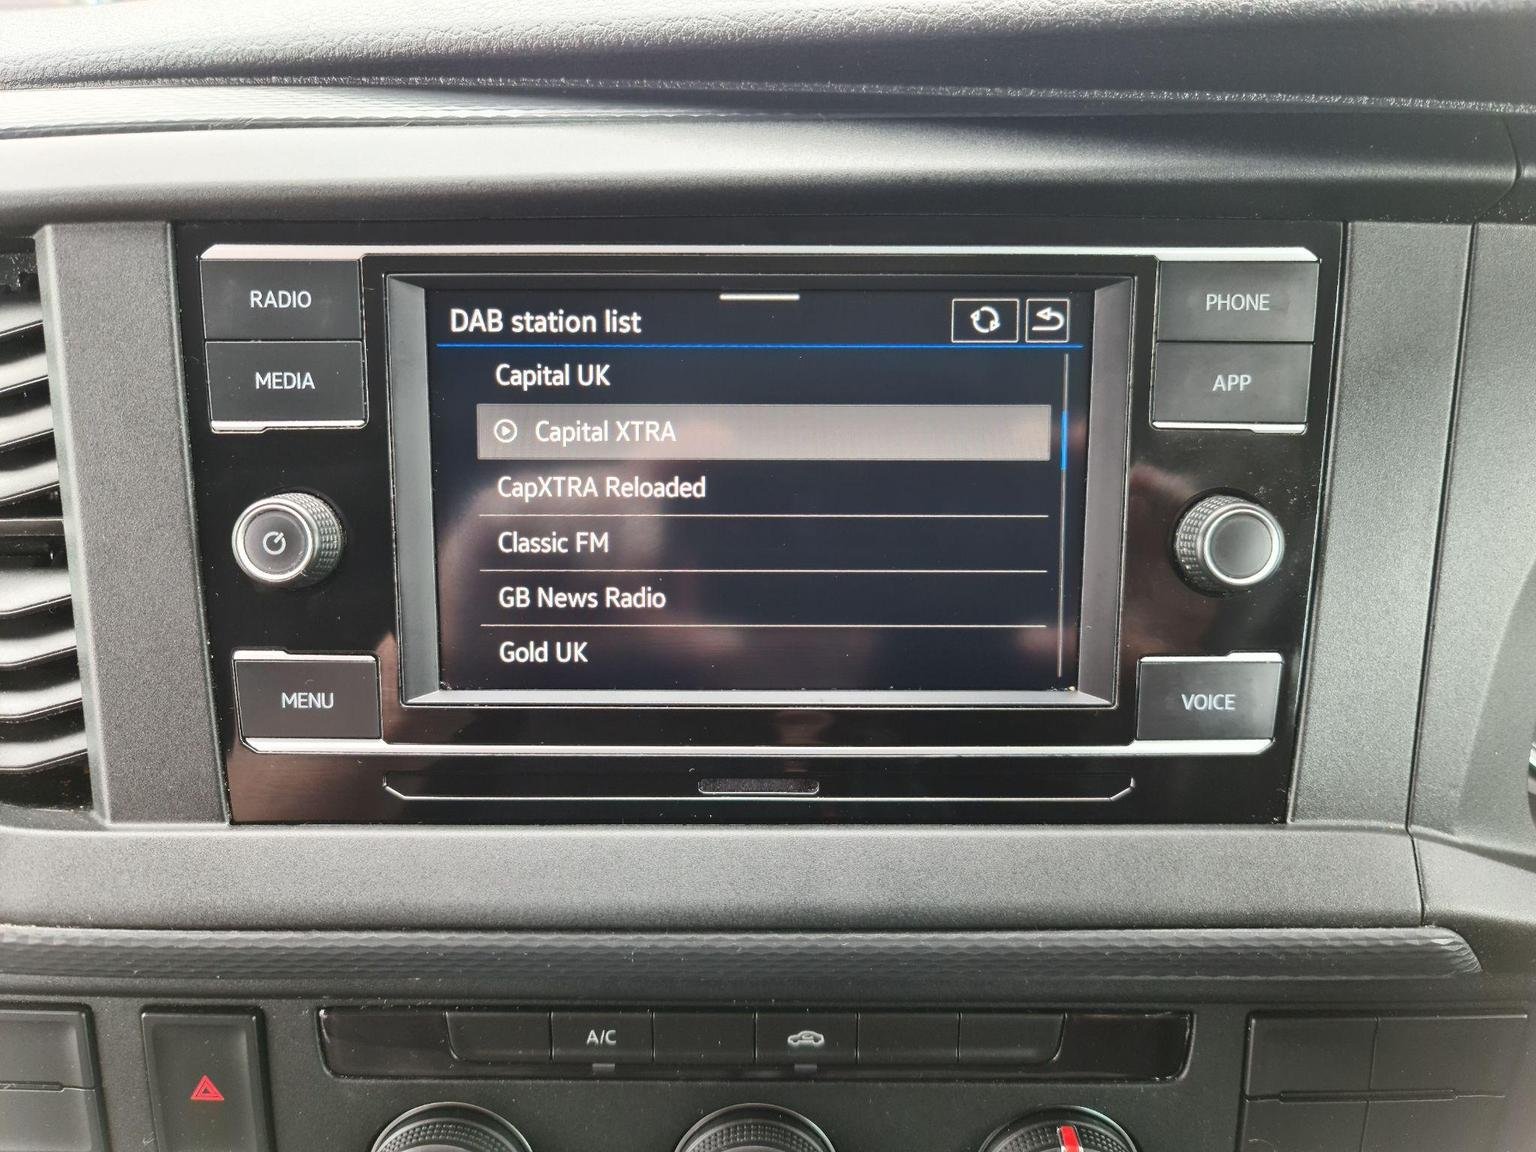 RADIO
MEDIA
MENU
DAB station list
Capital UK
Capital XTRA
CapXTRA Reloaded
Classic FM
GB News Radio
Gold UK
PHONE
APP
VOICE
A/C